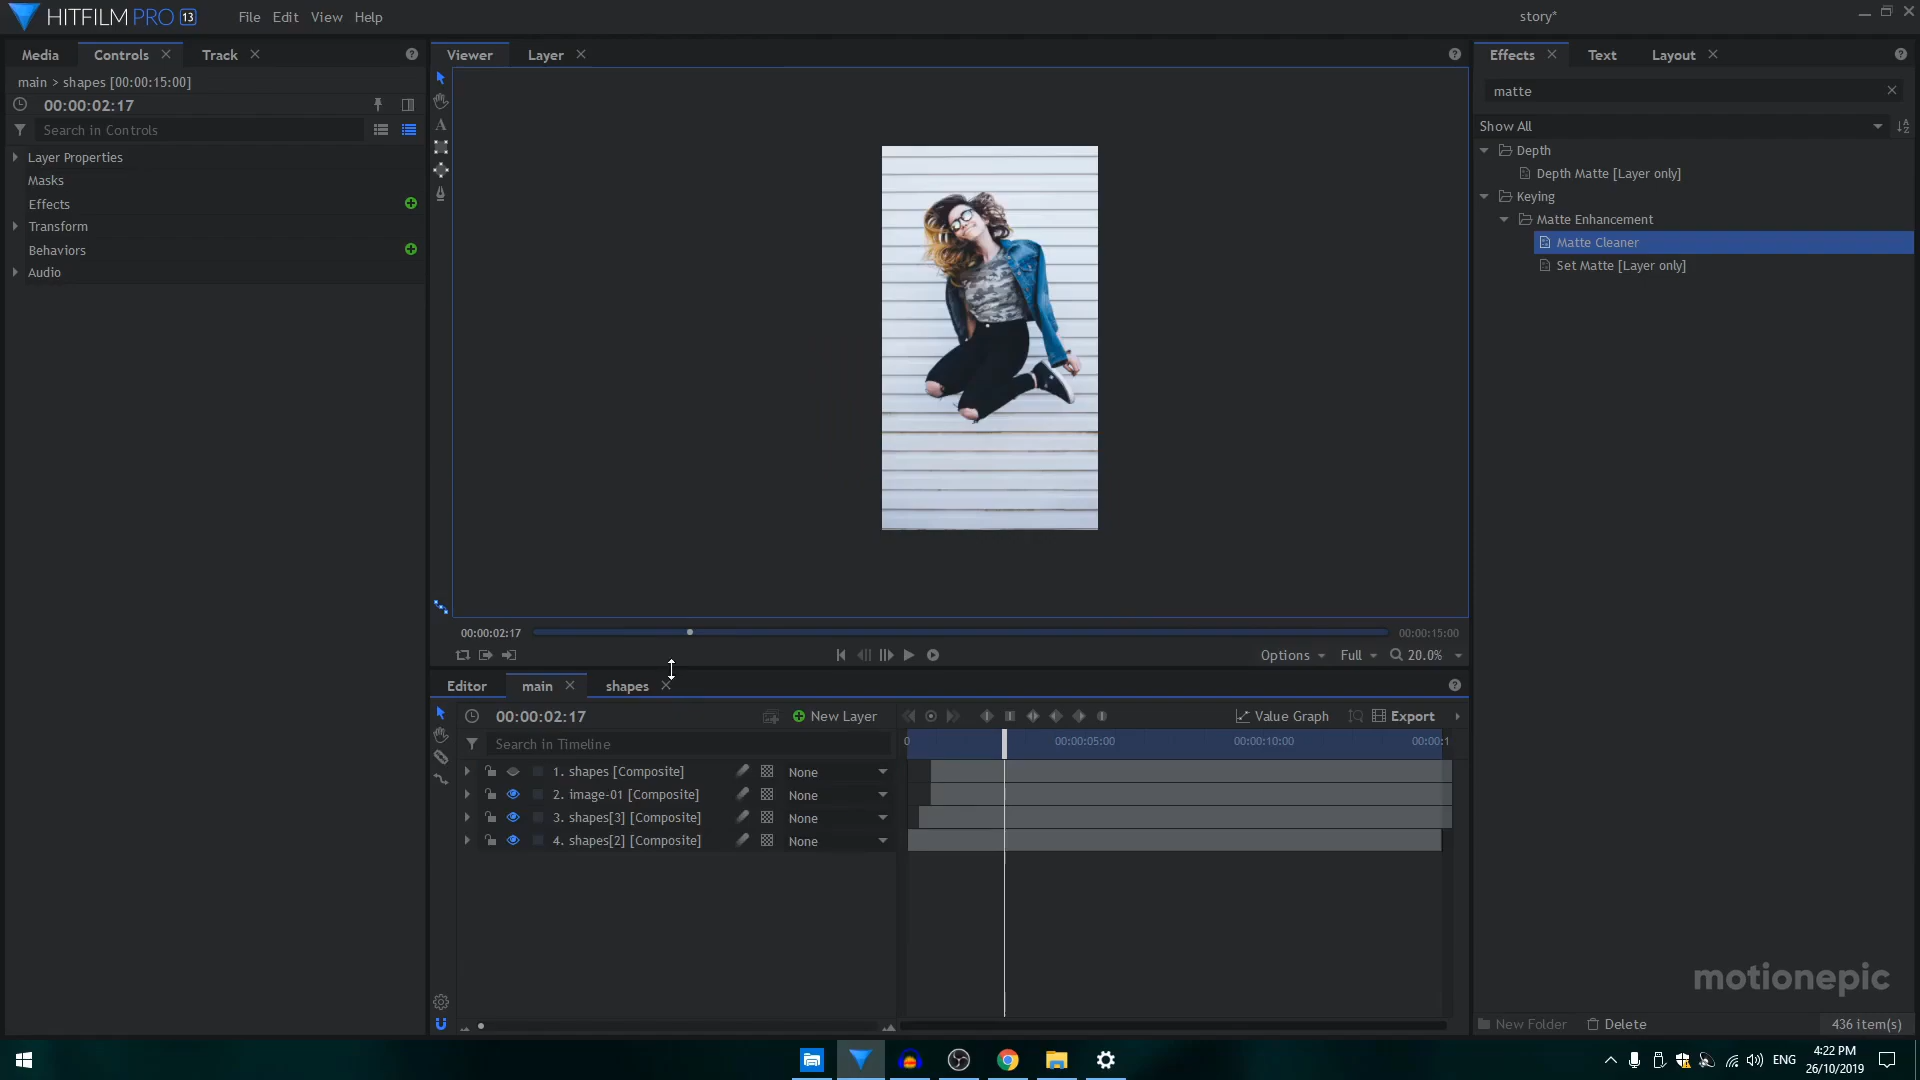 HITFILM PRO 13
File Edit View Help
story*
Media Controls Track
Viewer Layer
Effects Text Layout
main > shapes [00:00:15:00]
00:00:02:17
Search in Controls
Layer Properties
Masks
Effects
Transform
Behaviors
Audio
matte
Show All
Depth
Depth Matte [Layer only]
Keying
Matte Enhancement
Matte Cleaner
Set Matte [Layer only]
00:00:02:17
00:00:15:00
Options Full 20.0%
Editor main shapes
00:00:02:17
New Layer
Value Graph
Export
Search in Timeline
0 00:00:05:00 00:00:10:00 00:00:1
1. shapes [Composite] None
2. image-01 [Composite] None
3. shapes[3] [Composite] None
4. shapes[2] [Composite] None
motionepic
New Folder Delete 436 item(s)
ENG
4:22 PM
26/10/2019